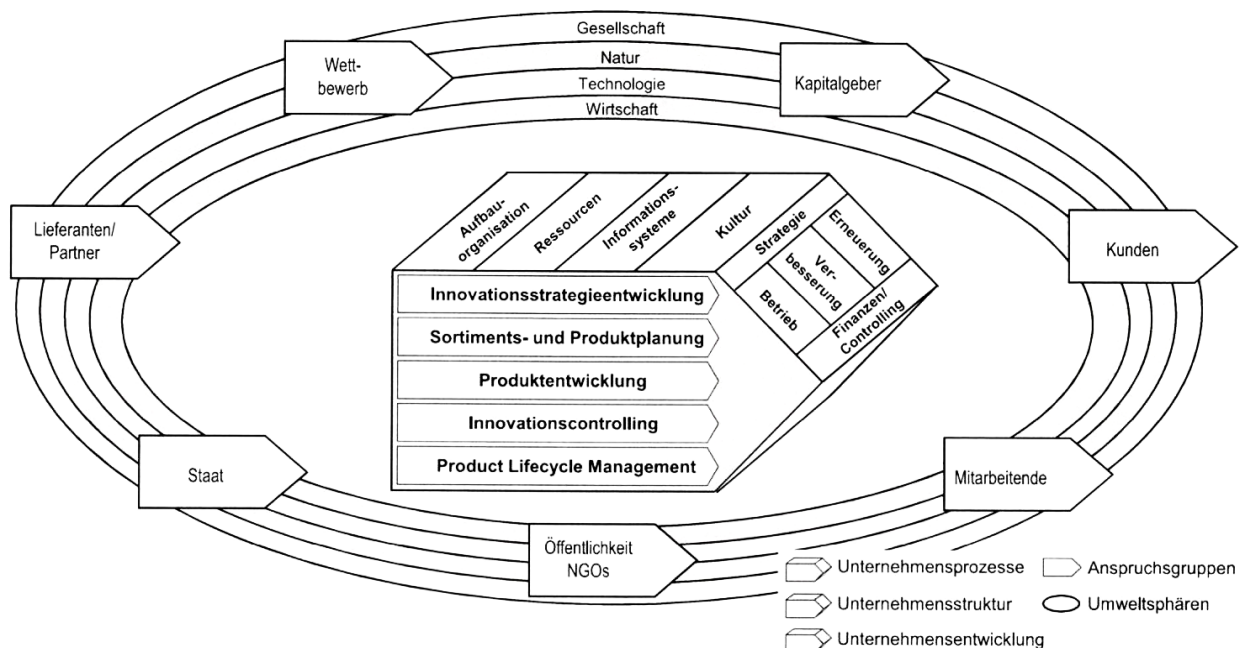 Gesellschaft
Natur
Technologie
Wirtschaft
Wett-
bewerb
Kapitalgeber
Lieferanten/
Partner
Kunden
Aufbau-
organisation
Ressourcen
Informations-
systeme
Kultur
Strategie
Erneuerung
Ver-
besserung
Betrieb
Finanzen/
Controlling
Innovationsstrategieentwicklung
Sortiments- und Produktplanung
Produktentwicklung
Innovationscontrolling
Product Lifecycle Management
Staat
Mitarbeitende
Öffentlichkeit
NGOs
Unternehmensprozesse
Anspruchsgruppen
Unternehmensstruktur
Umweltsphären
Unternehmensentwicklung